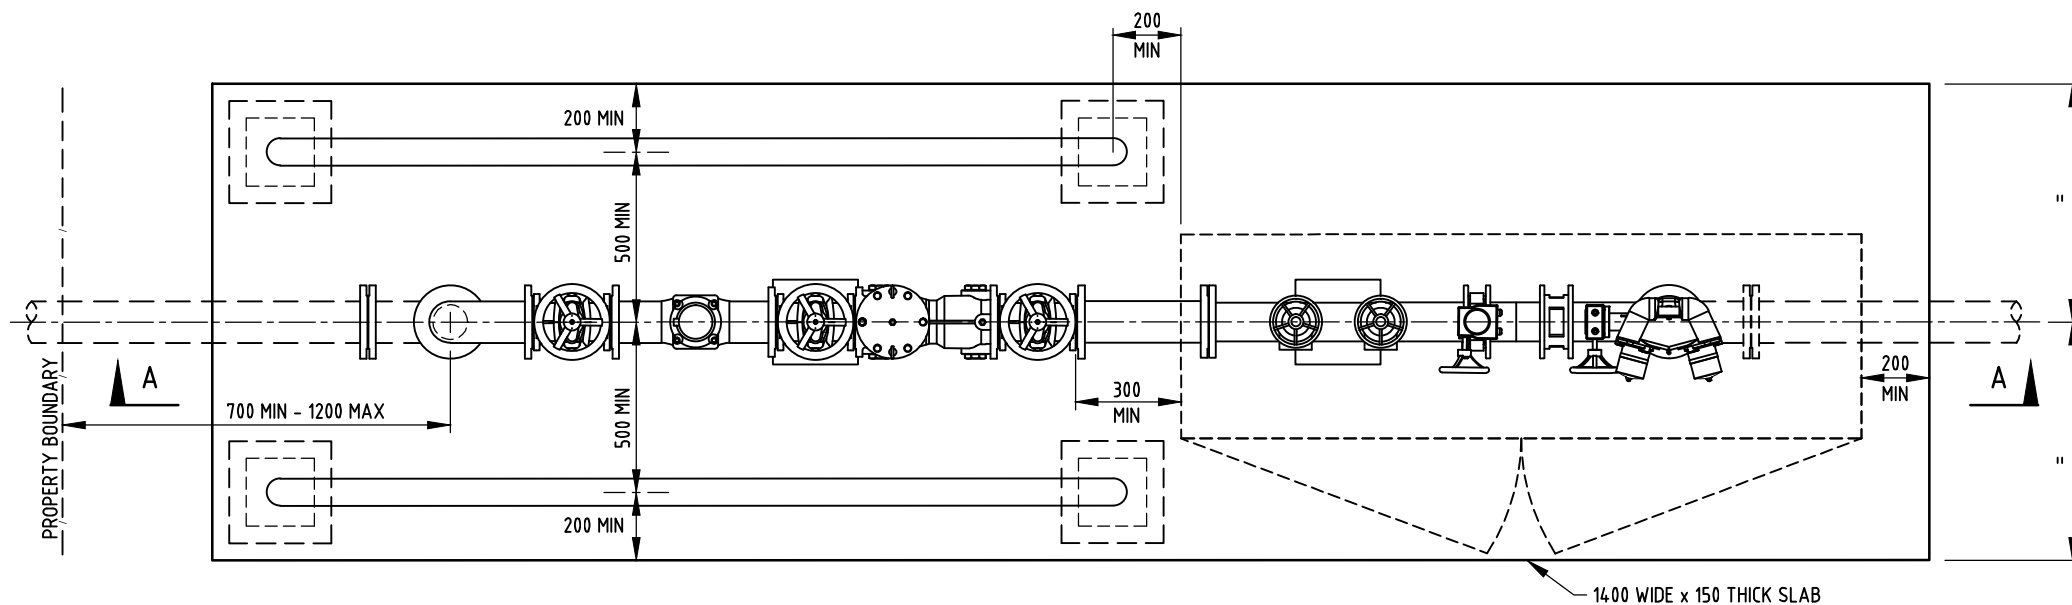 200
MIN
200 MIN
500 MIN
"
PROPERTY BOUNDARY
A
700 MIN - 1200 MAX
500 MIN
300
MIN
200
MIN
A
"
200 MIN
1400 WIDE x 150 THICK SLAB